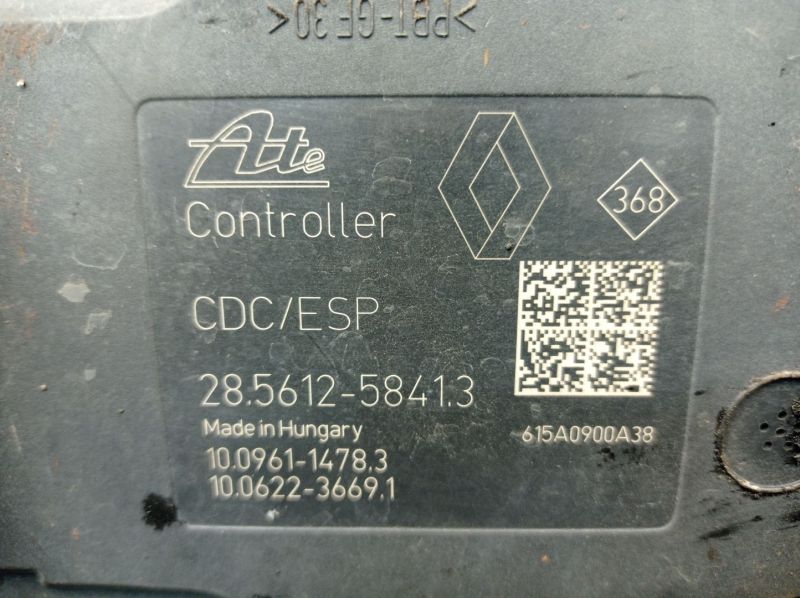 >PBT-GF30<
Ate
Controller
368
CDC/ESP
28.5612-5841.3
Made in Hungary
615A0900A38
10.0961-1478.3
10.0622-3669.1